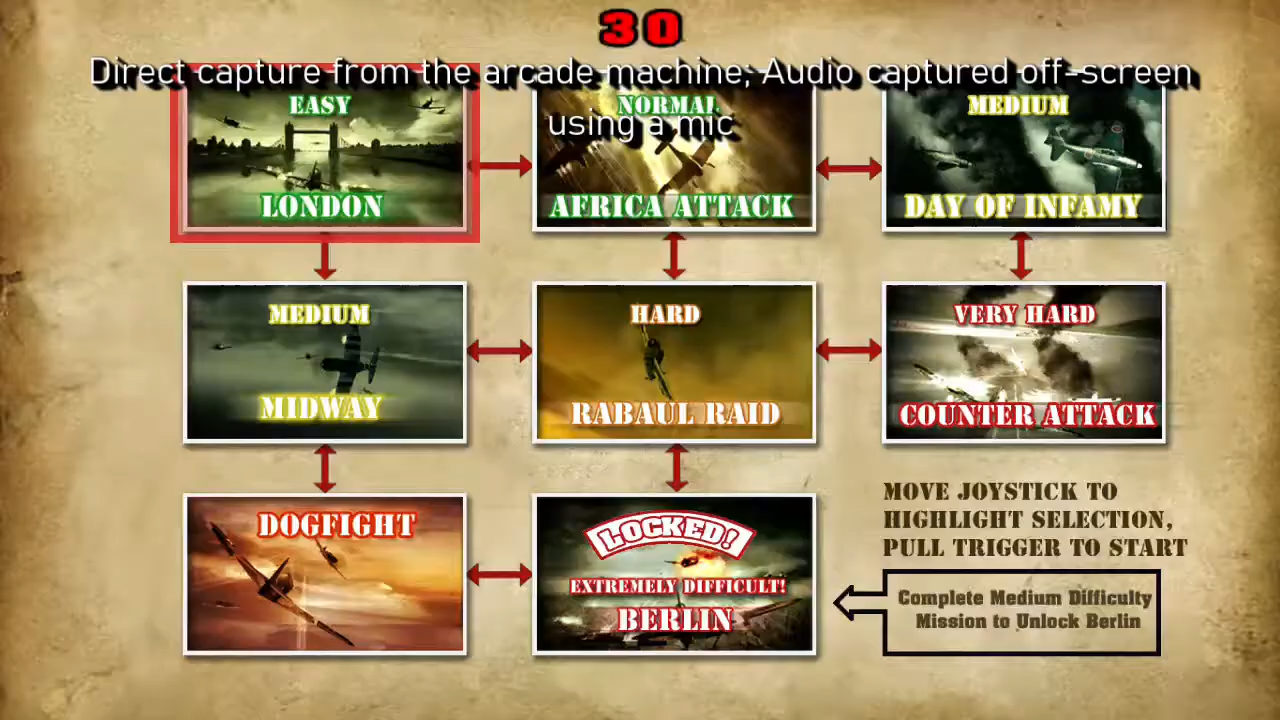 30
Direct capture from the arcade machine; Audio captured off-screen
using a mic
EASY
LONDON
NORMAL
AFRICA ATTACK
MEDIUM
DAY OF INFAMY
MEDIUM
MIDWAY
HARD
RABAUL RAID
VERY HARD
COUNTER ATTACK
DOGFIGHT
LOCKED!
EXTREMELY DIFFICULT!
BERLIN
MOVE JOYSTICK TO
HIGHLIGHT SELECTION,
PULL TRIGGER TO START
Complete Medium Difficulty
Mission to Unlock Berlin